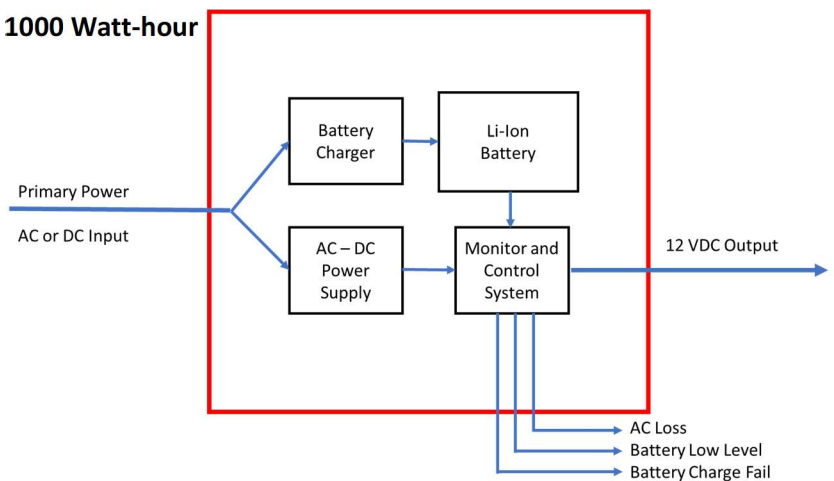 1000 Watt-hour
Battery
Charger
Li-Ion
Battery
Primary Power
AC or DC Input
AC – DC
Power
Supply
Monitor and
Control
System
12 VDC Output
AC Loss
Battery Low Level
Battery Charge Fail